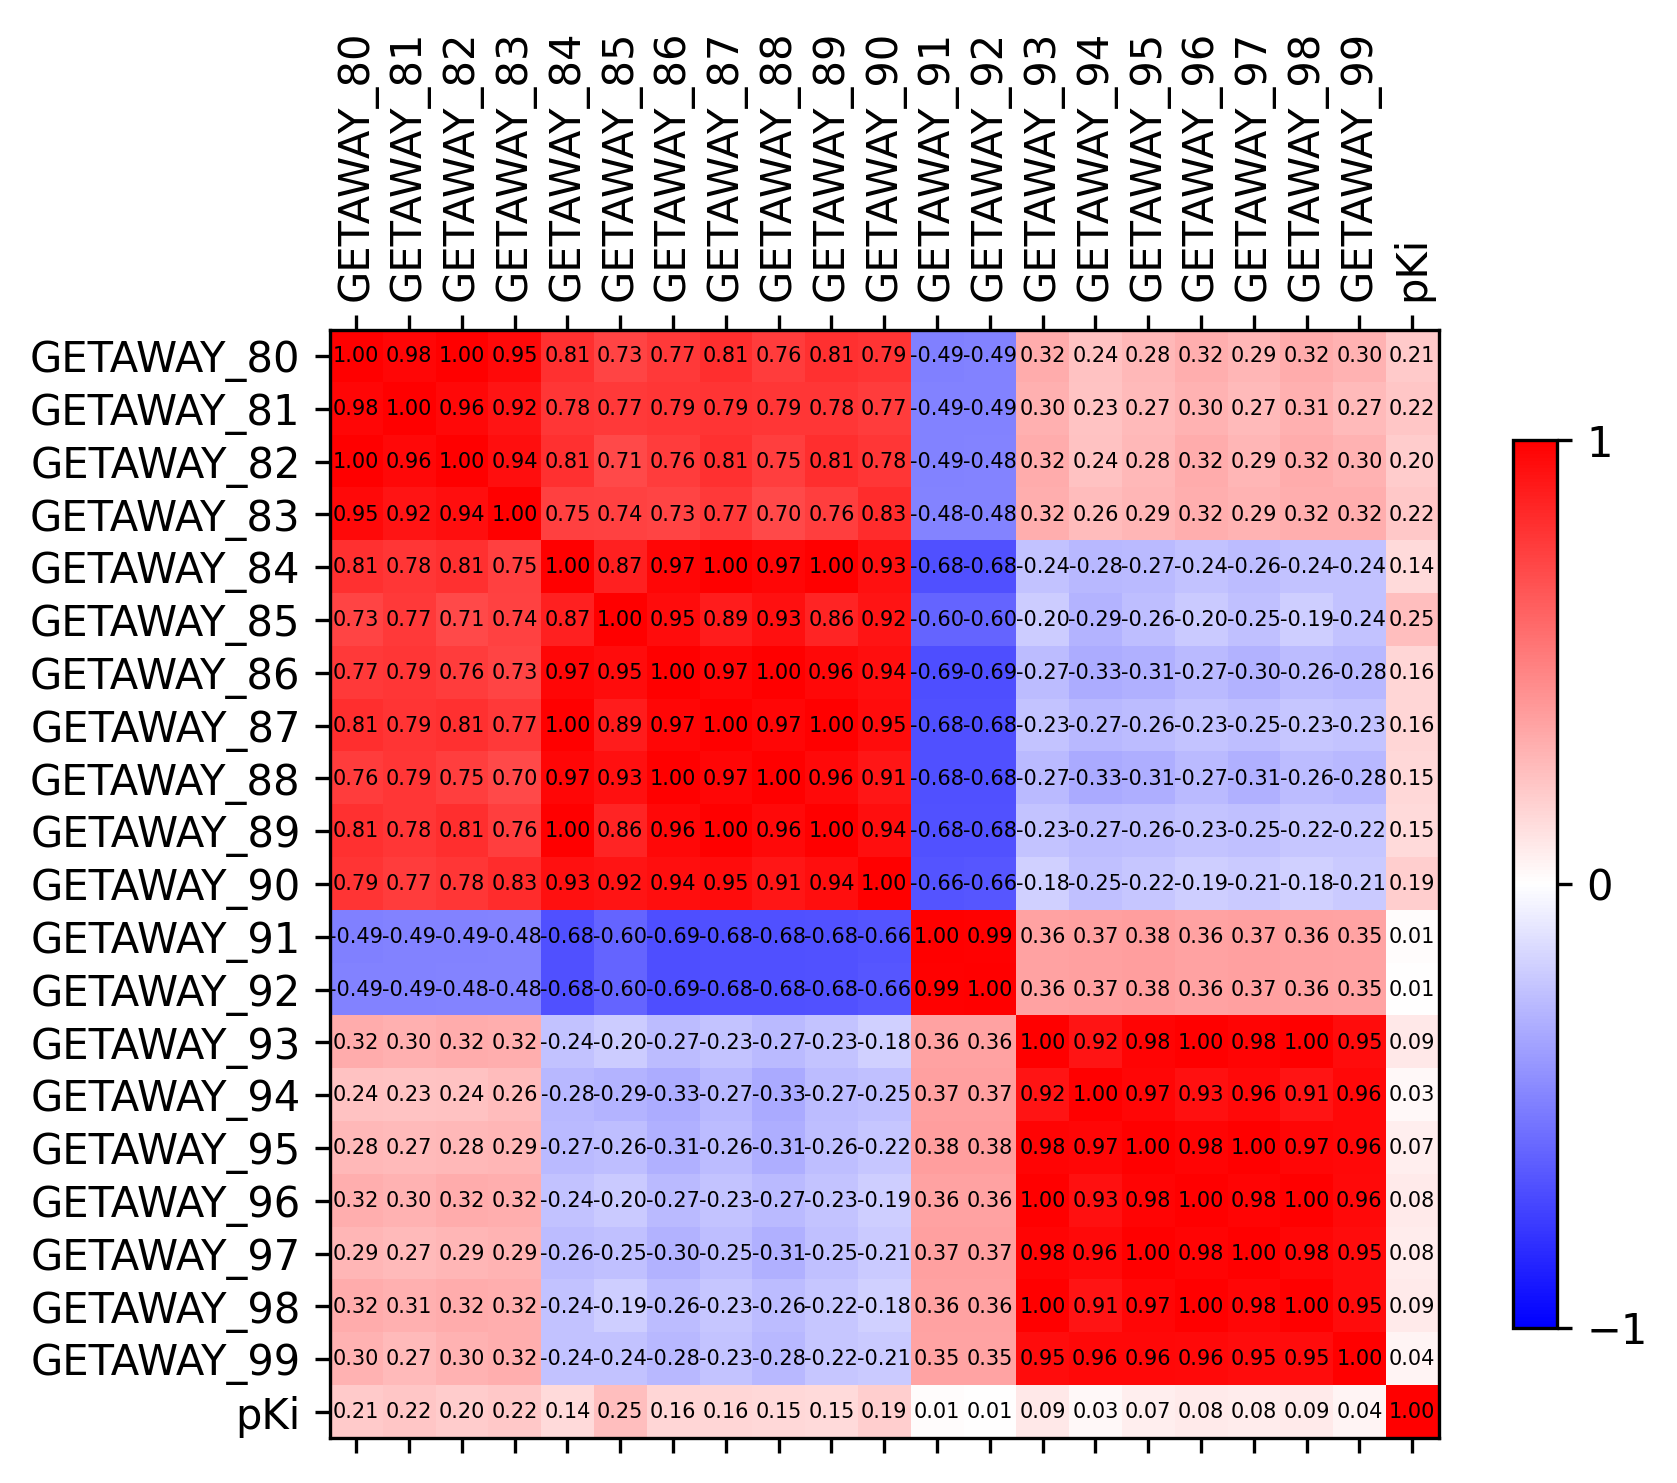 GETAWAY_80 GETAWAY_81 GETAWAY_82 GETAWAY_83 GETAWAY_84 GETAWAY_85 GETAWAY_86 GETAWAY_87 GETAWAY_88 GETAWAY_89 GETAWAY_90 GETAWAY_91 GETAWAY_92 GETAWAY_93 GETAWAY_94 GETAWAY_95 GETAWAY_96 GETAWAY_97 GETAWAY_98 GETAWAY_99 pKi
GETAWAY_80 1.00 0.98 1.00 0.95 0.81 0.73 0.77 0.81 0.76 0.81 0.79 -0.49 -0.49 0.32 0.24 0.28 0.32 0.29 0.32 0.30 0.21
GETAWAY_81 0.98 1.00 0.96 0.92 0.78 0.77 0.79 0.79 0.79 0.78 0.77 -0.49 -0.49 0.30 0.23 0.27 0.30 0.27 0.31 0.27 0.22
GETAWAY_82 1.00 0.96 1.00 0.94 0.81 0.71 0.76 0.81 0.75 0.81 0.78 -0.49 -0.48 0.32 0.24 0.28 0.32 0.29 0.32 0.30 0.20
GETAWAY_83 0.95 0.92 0.94 1.00 0.75 0.74 0.73 0.77 0.70 0.76 0.83 -0.48 -0.48 0.32 0.26 0.29 0.32 0.29 0.32 0.32 0.22
GETAWAY_84 0.81 0.78 0.81 0.75 1.00 0.87 0.97 1.00 0.97 1.00 0.93 -0.68 -0.68 -0.24 -0.28 -0.27 -0.24 -0.26 -0.24 -0.24 0.14
GETAWAY_85 0.73 0.77 0.71 0.74 0.87 1.00 0.95 0.89 0.93 0.86 0.92 -0.60 -0.60 -0.20 -0.29 -0.26 -0.20 -0.25 -0.19 -0.24 0.25
GETAWAY_86 0.77 0.79 0.76 0.73 0.97 0.95 1.00 0.97 1.00 0.96 0.94 -0.69 -0.69 -0.27 -0.33 -0.31 -0.27 -0.30 -0.26 -0.28 0.16
GETAWAY_87 0.81 0.79 0.81 0.77 1.00 0.89 0.97 1.00 0.97 1.00 0.95 -0.68 -0.68 -0.23 -0.27 -0.26 -0.23 -0.25 -0.23 -0.23 0.16
GETAWAY_88 0.76 0.79 0.75 0.70 0.97 0.93 1.00 0.97 1.00 0.96 0.91 -0.68 -0.68 -0.27 -0.33 -0.31 -0.27 -0.31 -0.26 -0.28 0.15
GETAWAY_89 0.81 0.78 0.81 0.76 1.00 0.86 0.96 1.00 0.96 1.00 0.94 -0.68 -0.68 -0.23 -0.27 -0.26 -0.23 -0.25 -0.22 -0.22 0.15
GETAWAY_90 0.79 0.77 0.78 0.83 0.93 0.92 0.94 0.95 0.91 0.94 1.00 -0.66 -0.66 -0.18 -0.25 -0.22 -0.19 -0.21 -0.18 -0.21 0.19
GETAWAY_91 -0.49 -0.49 -0.49 -0.48 -0.68 -0.60 -0.69 -0.68 -0.68 -0.68 -0.66 1.00 0.99 0.36 0.37 0.38 0.36 0.37 0.36 0.35 0.01
GETAWAY_92 -0.49 -0.49 -0.48 -0.48 -0.68 -0.60 -0.69 -0.68 -0.68 -0.68 -0.66 0.99 1.00 0.36 0.37 0.38 0.36 0.37 0.36 0.35 0.01
GETAWAY_93 0.32 0.30 0.32 0.32 -0.24 -0.20 -0.27 -0.23 -0.27 -0.23 -0.18 0.36 0.36 1.00 0.92 0.98 1.00 0.98 1.00 0.95 0.09
GETAWAY_94 0.24 0.23 0.24 0.26 -0.28 -0.29 -0.33 -0.27 -0.33 -0.27 -0.25 0.37 0.37 0.92 1.00 0.97 0.93 0.96 0.91 0.96 0.03
GETAWAY_95 0.28 0.27 0.28 0.29 -0.27 -0.26 -0.31 -0.26 -0.31 -0.26 -0.22 0.38 0.38 0.98 0.97 1.00 0.98 1.00 0.97 0.96 0.07
GETAWAY_96 0.32 0.30 0.32 0.32 -0.24 -0.20 -0.27 -0.23 -0.27 -0.23 -0.19 0.36 0.36 1.00 0.93 0.98 1.00 0.98 1.00 0.96 0.08
GETAWAY_97 0.29 0.27 0.29 0.29 -0.26 -0.25 -0.30 -0.25 -0.31 -0.25 -0.21 0.37 0.37 0.98 0.96 1.00 0.98 1.00 0.98 0.95 0.08
GETAWAY_98 0.32 0.31 0.32 0.32 -0.24 -0.19 -0.26 -0.23 -0.26 -0.22 -0.18 0.36 0.36 1.00 0.91 0.97 1.00 0.98 1.00 0.95 0.09
GETAWAY_99 0.30 0.27 0.30 0.32 -0.24 -0.24 -0.28 -0.23 -0.28 -0.22 -0.21 0.35 0.35 0.95 0.96 0.96 0.96 0.95 0.95 1.00 0.04
pKi 0.21 0.22 0.20 0.22 0.14 0.25 0.16 0.16 0.15 0.15 0.19 0.01 0.01 0.09 0.03 0.07 0.08 0.08 0.09 0.04 1.00
1
0
−1